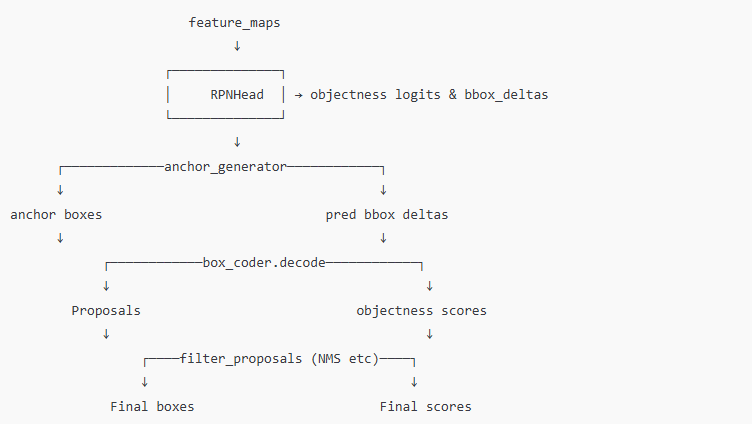 feature_maps
RPNHead → objectness logits & bbox_deltas
anchor_generator
anchor boxes pred bbox deltas
box_coder.decode
Proposals objectness scores
filter_proposals (NMS etc)
Final boxes Final scores